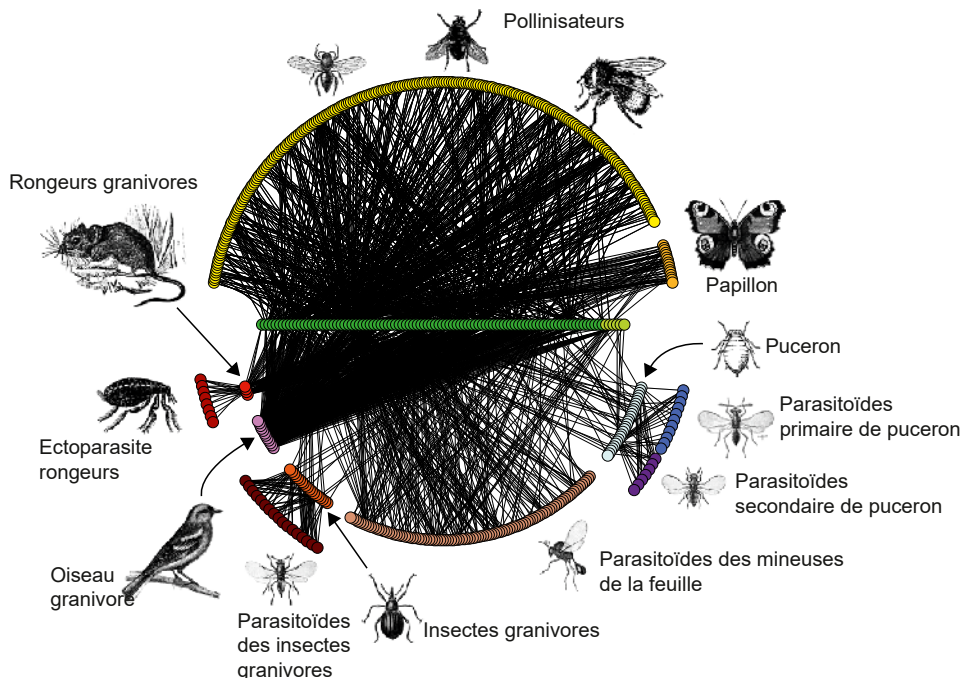 Pollinisateurs
Rongeurs granivores
Papillon
Puceron
Parasitoïdes
primaire de puceron
Ectoparasite
rongeurs
Parasitoïdes
secondaire de puceron
Parasitoïdes des mineuses
de la feuille
Oiseau
granivore
Parasitoïdes
des insectes
granivores
Insectes granivores